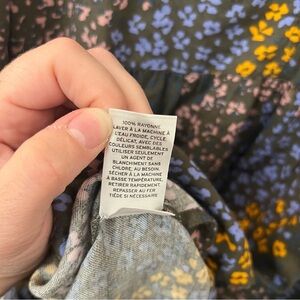 100% RAYONNE
LAVER À LA MACHINE À
L'EAU FROIDE, CYCLE
DÉLICAT, AVEC DES
COULEURS SEMBLABLES
UTILISER SEULEMENT
UN AGENT DE
BLANCHIMENT SANS
CHLORE, AU BESOIN.
SÉCHER À LA MACHINE
À BASSE TEMPÉRATURE,
RETIRER RAPIDEMENT.
REPASSER AU FER
TIÈDE SI NÉCESSAIRE